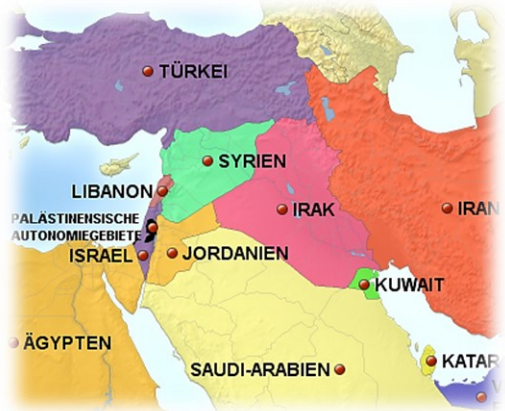 TÜRKEI
SYRIEN
LIBANON
IRAK
IRAN
PALÄSTINENSISCHE
AUTONOMIEGEBIETE
ISRAEL
JORDANIEN
KUWAIT
ÄGYPTEN
SAUDI-ARABIEN
KATAR